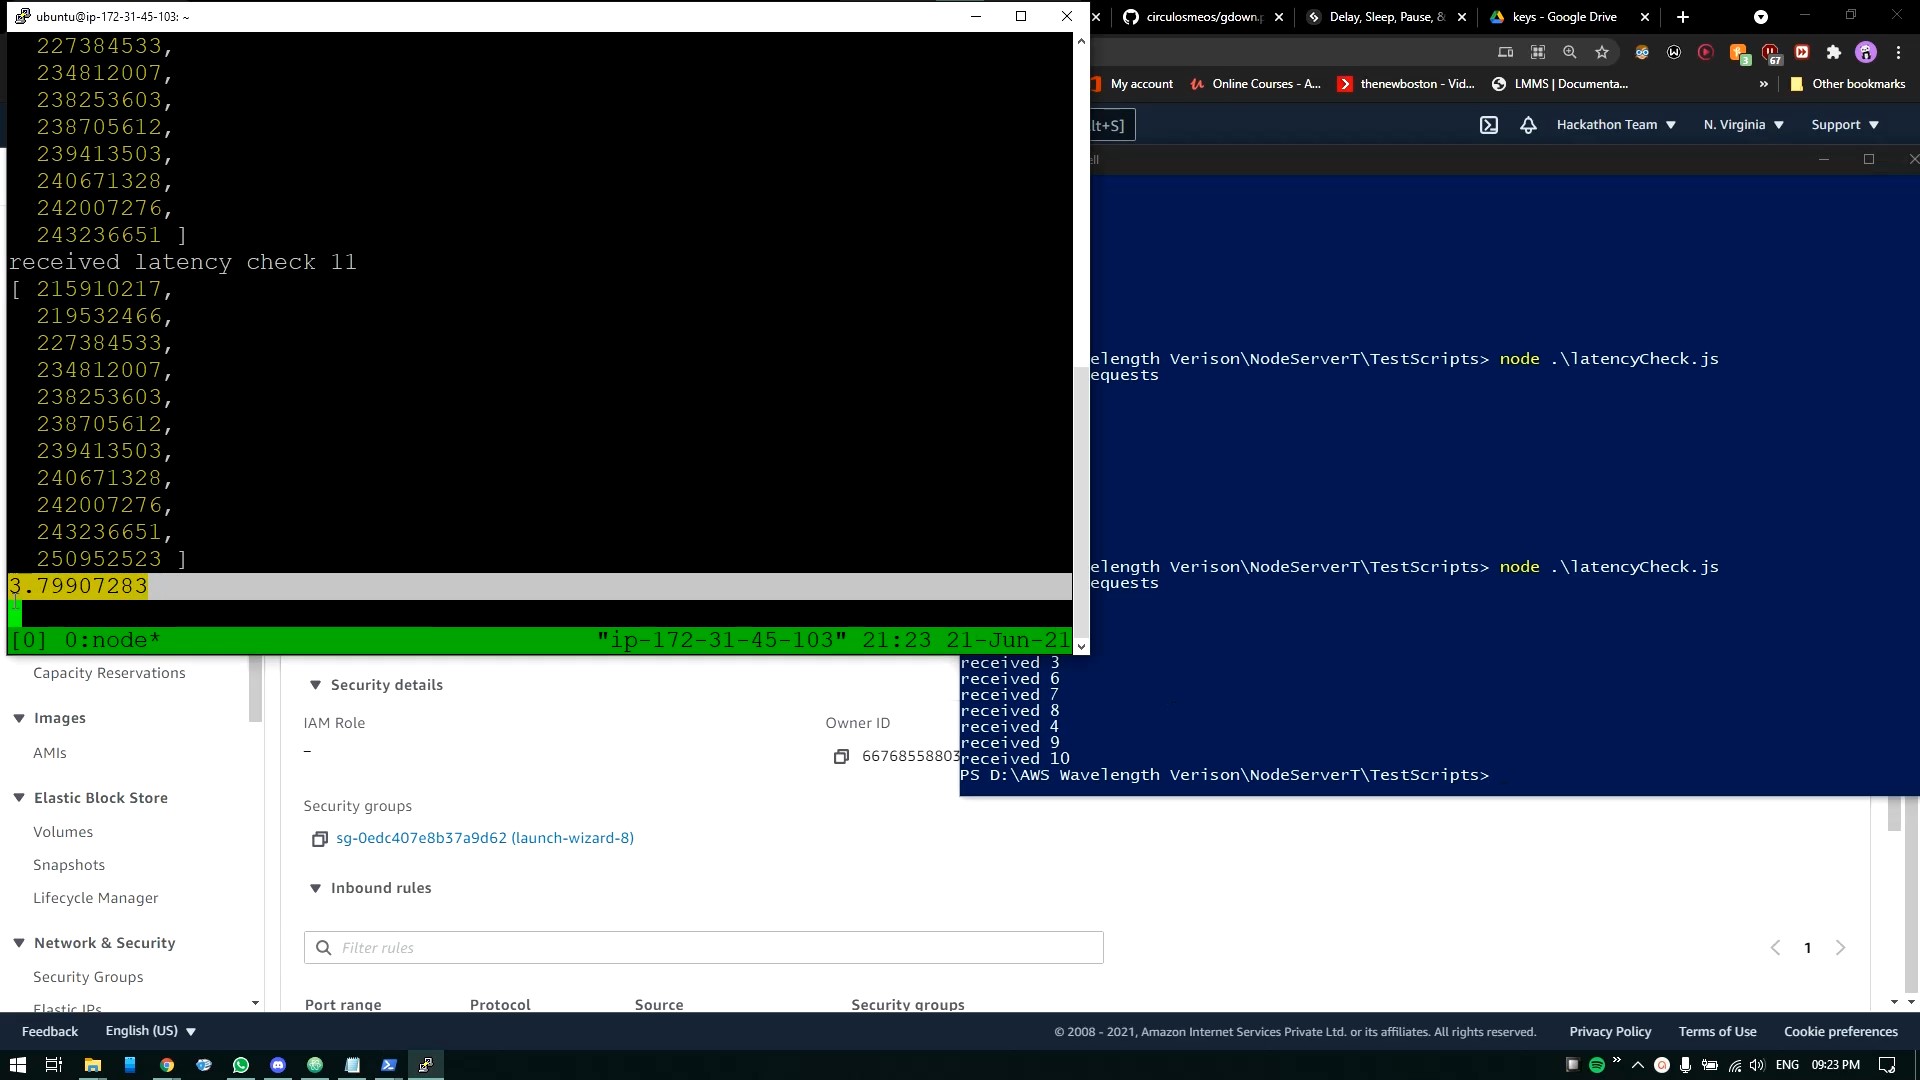 ubuntu@ip-172-31-45-103: ~
227384533,
234812007,
238253603,
238705612,
239413503,
240671328,
242007276,
243236651 ]
received latency check 11
[ 215910217,
219532466,
227384533,
234812007,
238253603,
238705612,
239413503,
240671328,
242007276,
243236651,
250952523 ]
3.79907283
[0] 0:node* "ip-172-31-45-103" 21:23 21-Jun-21
circulosmeos/gdown.p
Delay, Sleep, Pause, &
keys - Google Drive
3
67
My account
Online Courses - A...
thenewboston - Vid...
LMMS | Documenta...
»
Other bookmarks
lt+S]
Hackathon Team
N. Virginia
Support
ell
elength Verison\NodeServerT\TestScripts> node .\latencyCheck.js
equests
elength Verison\NodeServerT\TestScripts> node .\latencyCheck.js
equests
received 3
received 6
received 7
received 8
received 4
received 9
received 10
PS D:\AWS Wavelength Verison\NodeServerT\TestScripts>
Capacity Reservations
Images
AMIs
Elastic Block Store
Volumes
Snapshots
Lifecycle Manager
Network & Security
Security Groups
Elastic IPs
Security details
IAM Role
–
Owner ID
66768558803
Security groups
sg-0edc407e8b37a9d62 (launch-wizard-8)
Inbound rules
Filter rules
1
Port range Protocol Source Security groups
Feedback English (US)
© 2008 - 2021, Amazon Internet Services Private Ltd. or its affiliates. All rights reserved. Privacy Policy Terms of Use Cookie preferences
ENG 09:23 PM